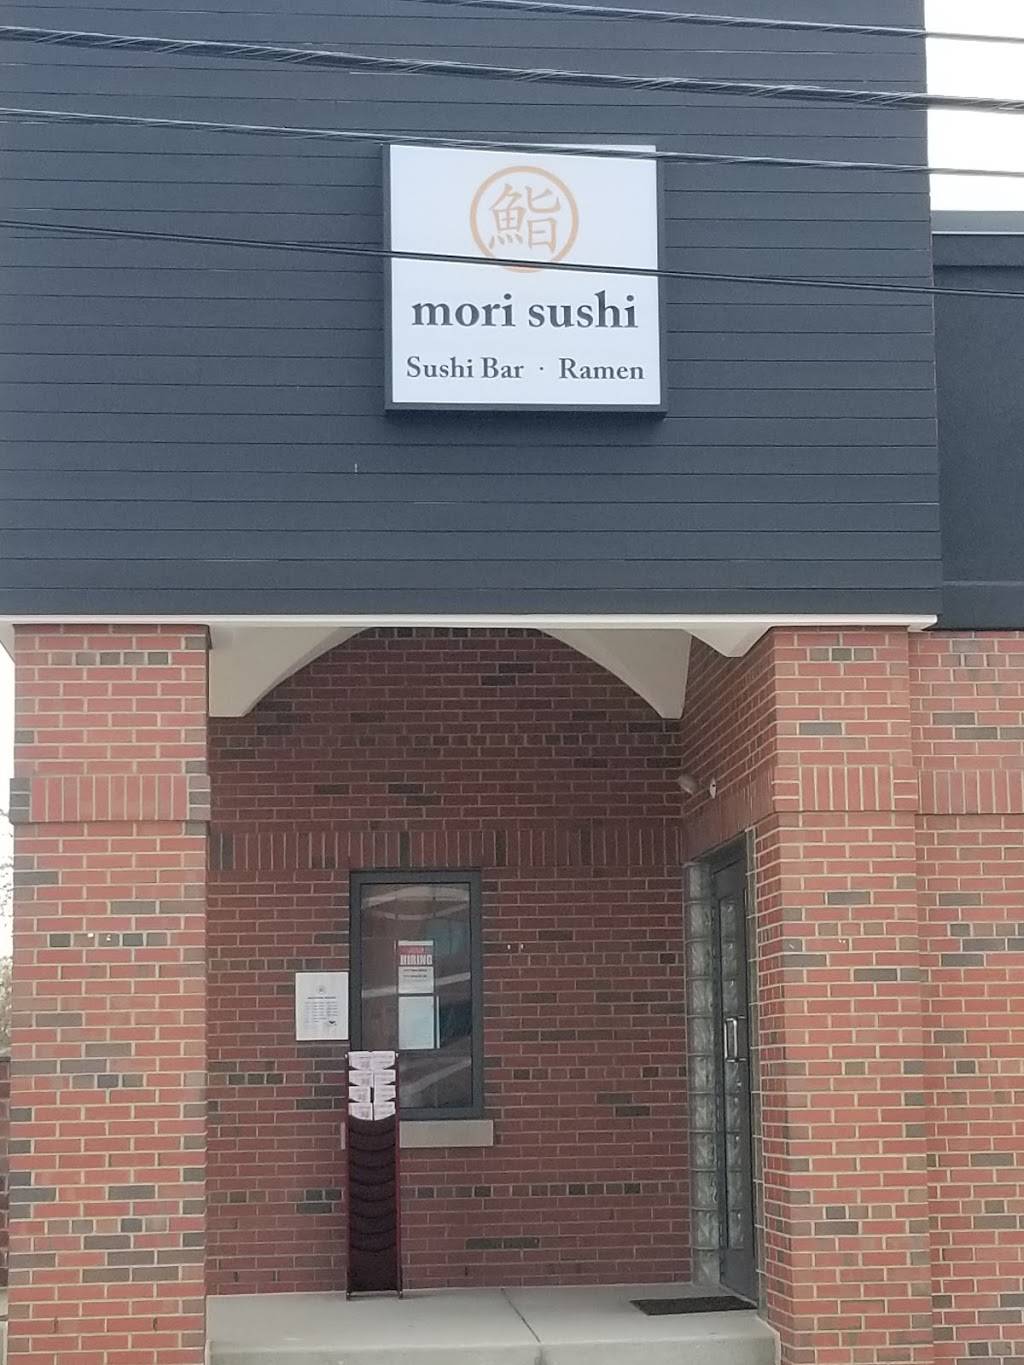 鮨
mori sushi
Sushi Bar · Ramen
HIRING